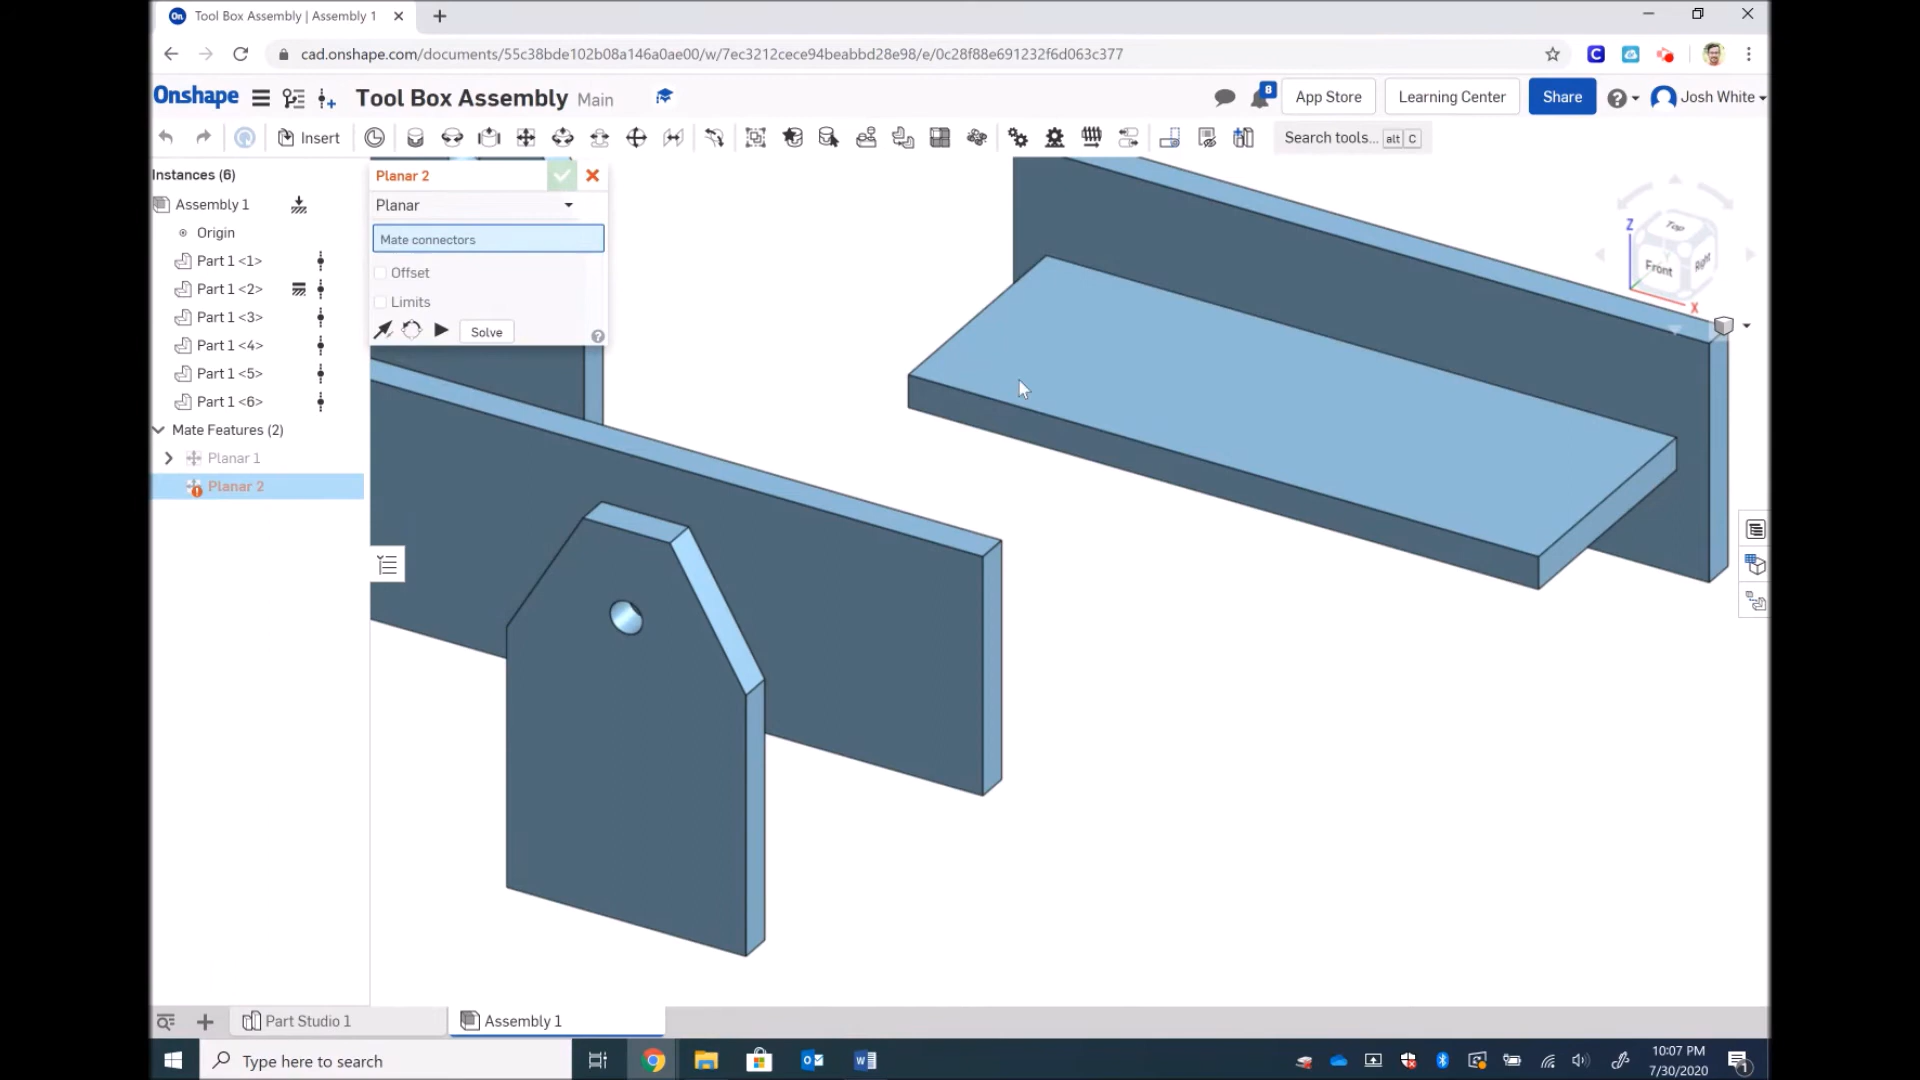 Tool Box Assembly | Assembly 1
cad.onshape.com/documents/55c38bde102b08a146a0ae00/w/7ec3212cece94beabbd28e98/e/0c28f88e691232f6d063c377
Onshape
Tool Box Assembly Main
8
App Store
Learning Center
Share
Josh White
Insert
Search tools... alt C
Instances (6)
Assembly 1
Origin
Part 1 <1>
Part 1 <2>
Part 1 <3>
Part 1 <4>
Part 1 <5>
Part 1 <6>
Mate Features (2)
Planar 1
Planar 2
Planar 2
Planar
Mate connectors
Offset
Limits
Solve
Top
Front
Right
Z
X
Part Studio 1
Assembly 1
Type here to search
10:07 PM
7/30/2020
1